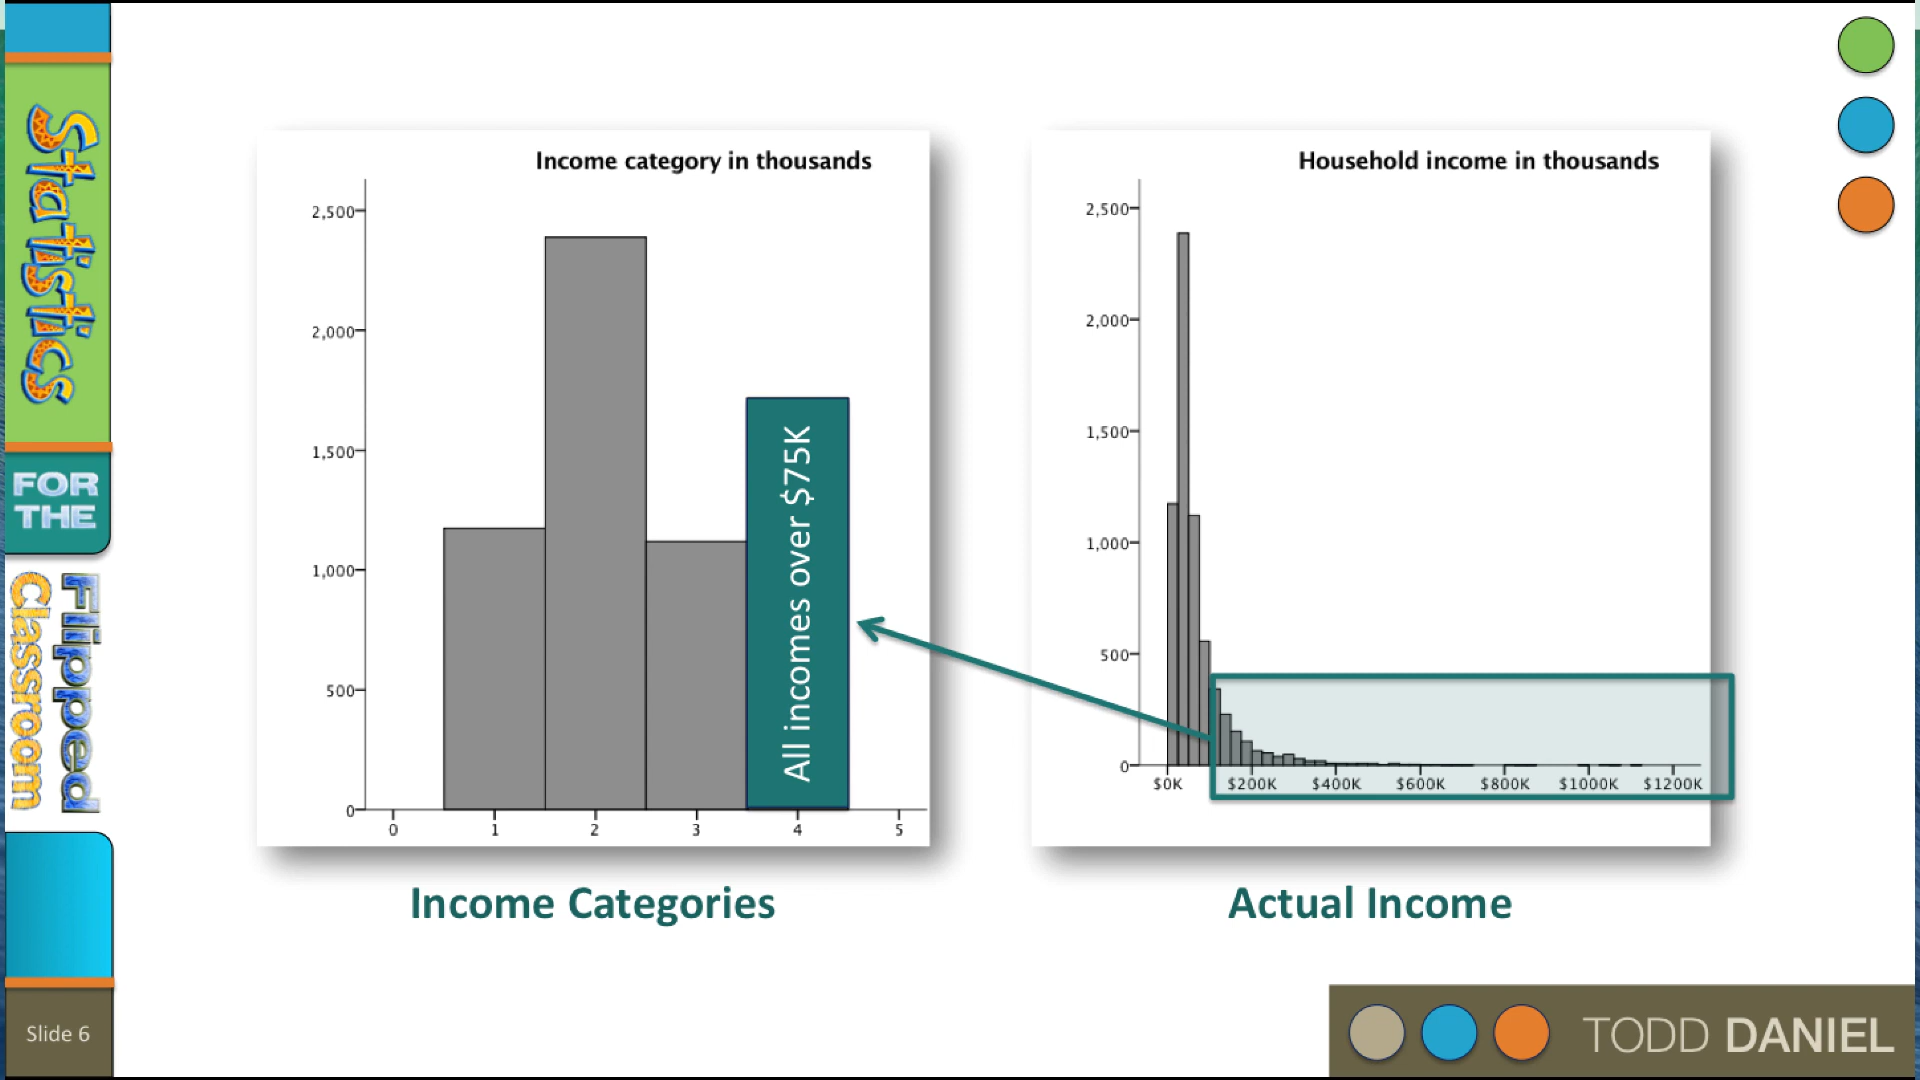 Statistics
FOR
THE
Flipped
Classroom
Slide 6
Income category in thousands
2,500
2,000
1,500
1,000
500
0
0 1 2 3 4 5
All incomes over $75K
Income Categories
Household income in thousands
2,500
2,000
1,500
1,000
500
0
$0K $200K $400K $600K $800K $1000K $1200K
Actual Income
TODD DANIEL